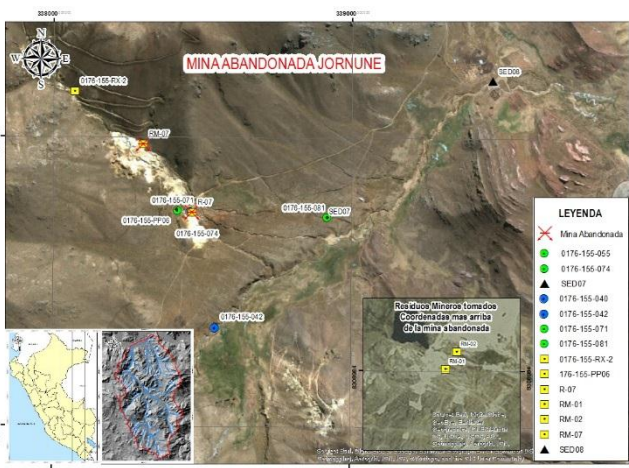 338000
339000
N
W
E
S
MINA ABANDONADA JORNUNE
SED08
0176-155-RX-2
RM-07
0176-155-071
R-07
0176-155-PP06
0176-155-074
0176-155-081
SED07
0176-155-042
LEYENDA
Mina Abandonada
0176-155-055
0176-155-074
SED07
0176-155-040
0176-155-042
0176-155-071
0176-155-081
0176-155-RX-2
176-155-PP06
R-07
RM-01
RM-02
RM-07
SED08
Residuos Mineros tomados
Coordenadas mas arriba
de la mina abandonada
RM-02
RM-01